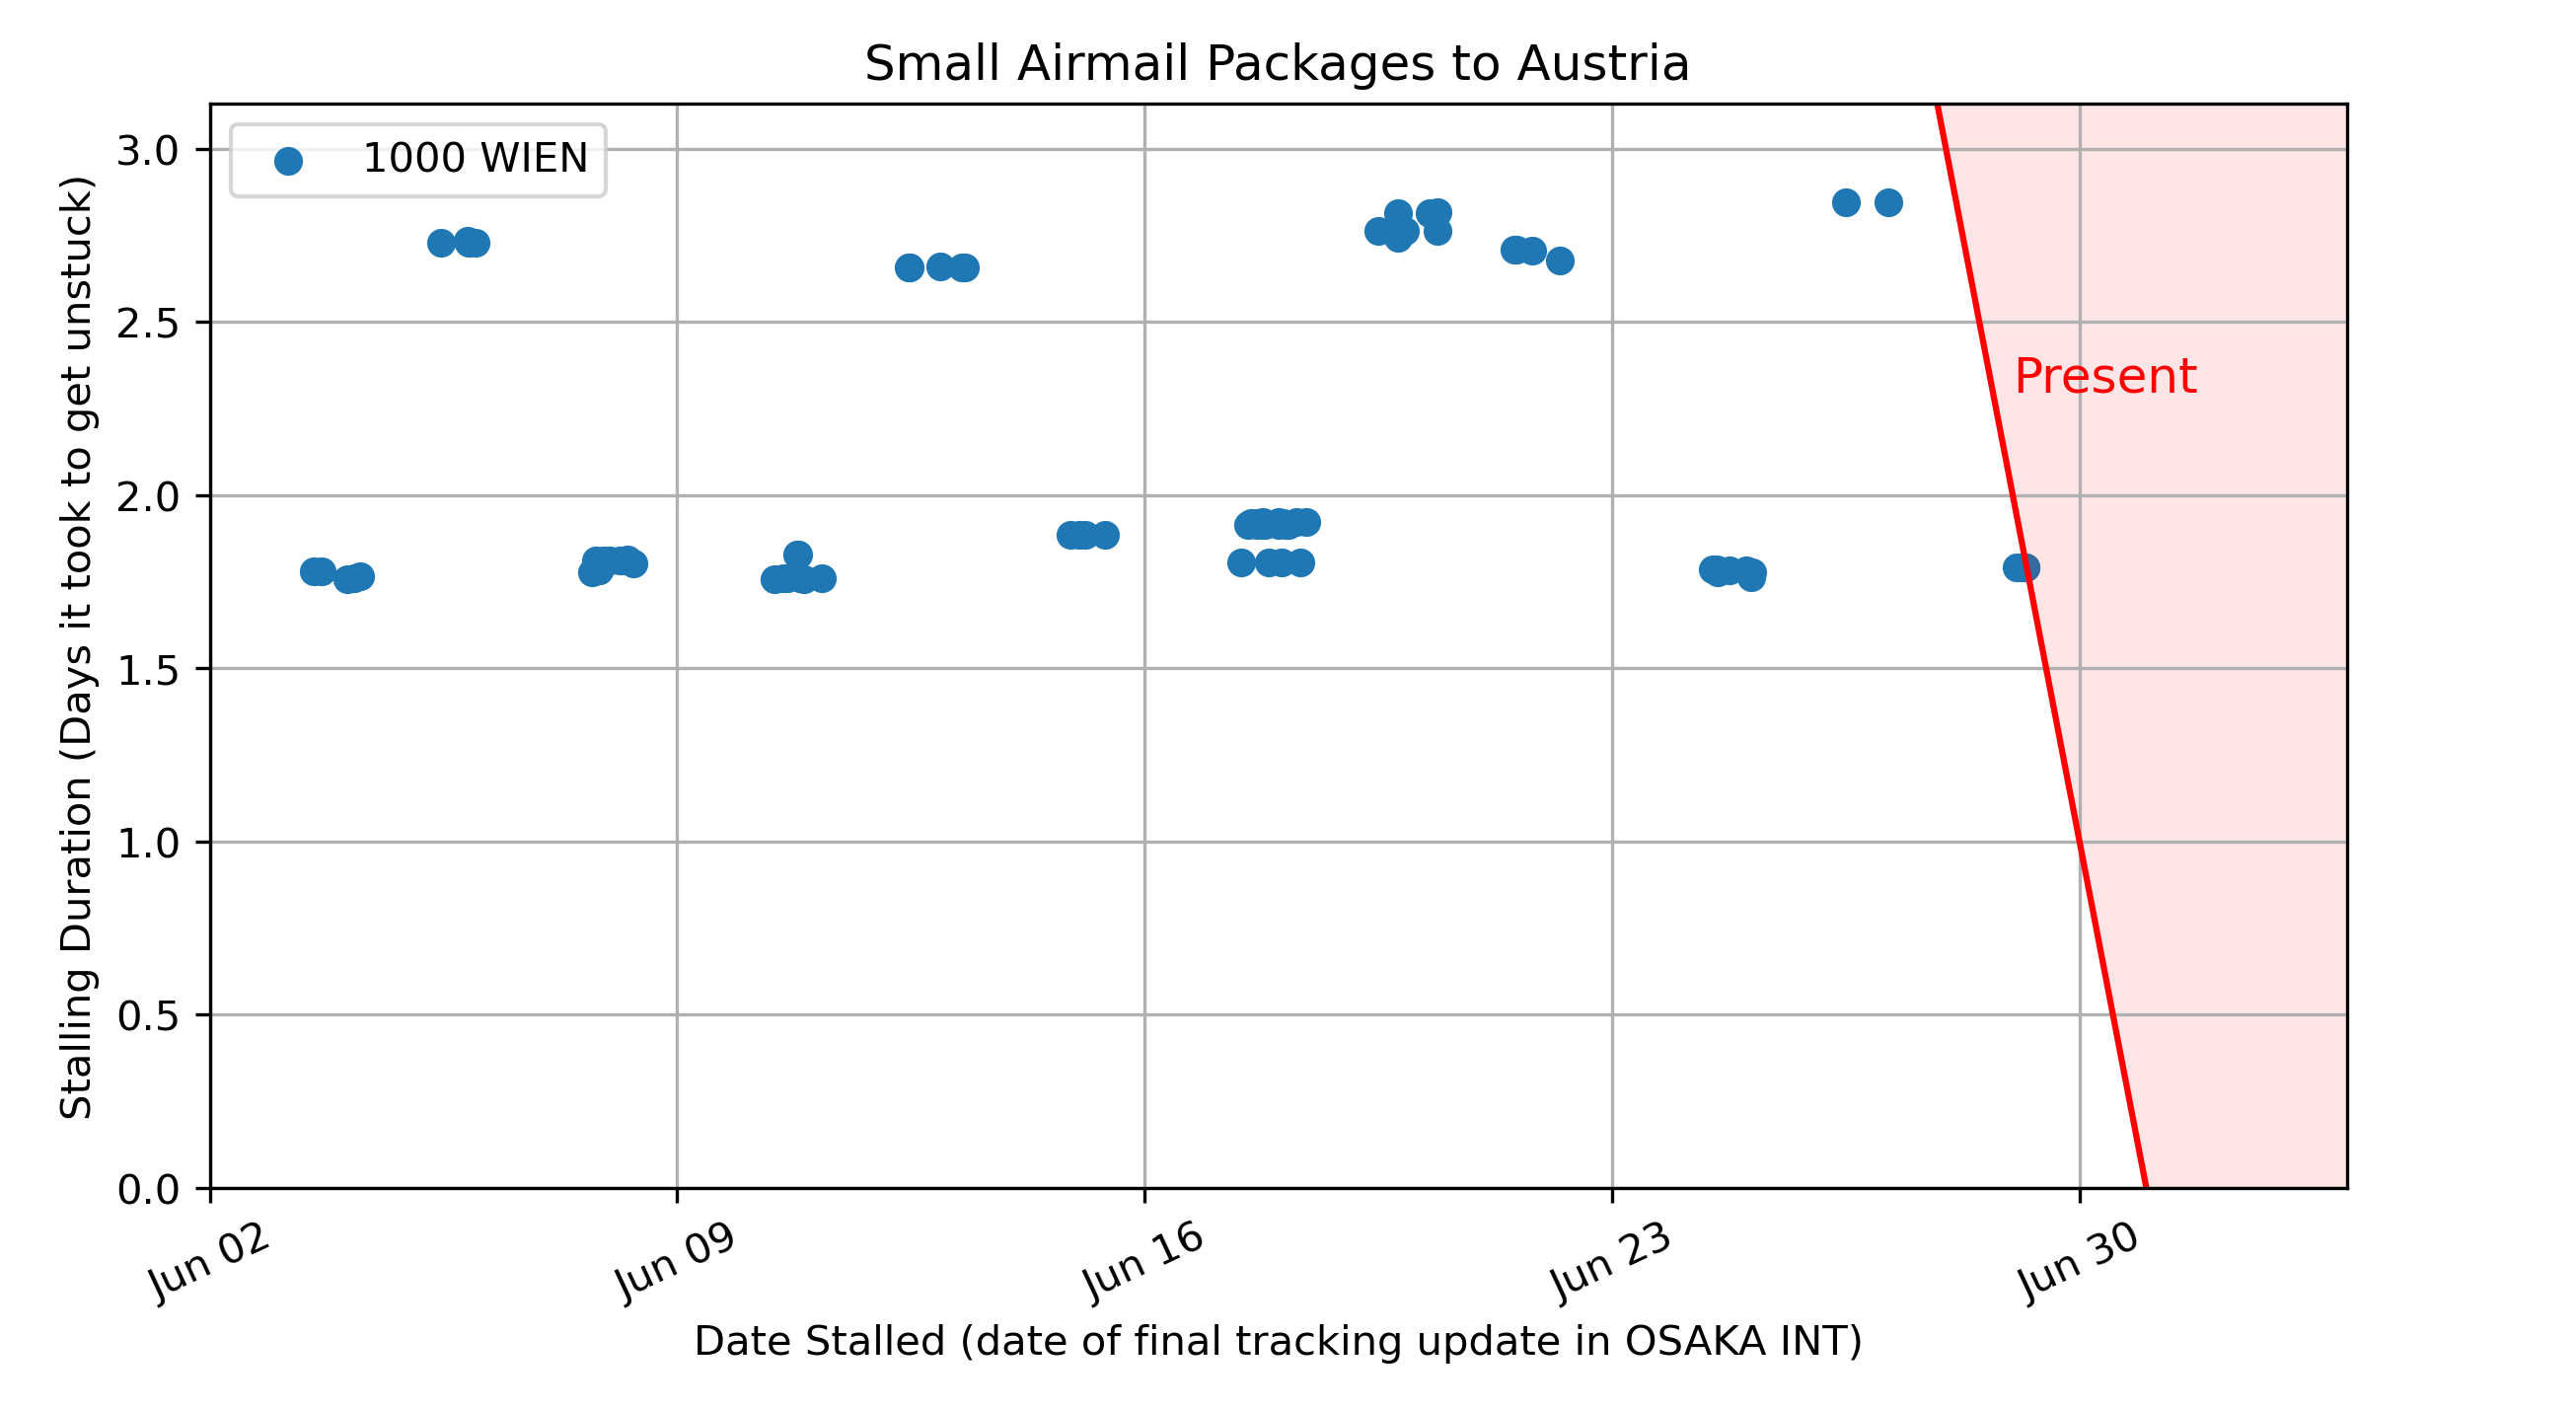 Small Airmail Packages to Austria
1000 WIEN
Present
Stalling Duration (Days it took to get unstuck)
3.0
2.5
2.0
1.5
1.0
0.5
0.0
Jun 02
Jun 09
Jun 16
Jun 23
Jun 30
Date Stalled (date of final tracking update in OSAKA INT)